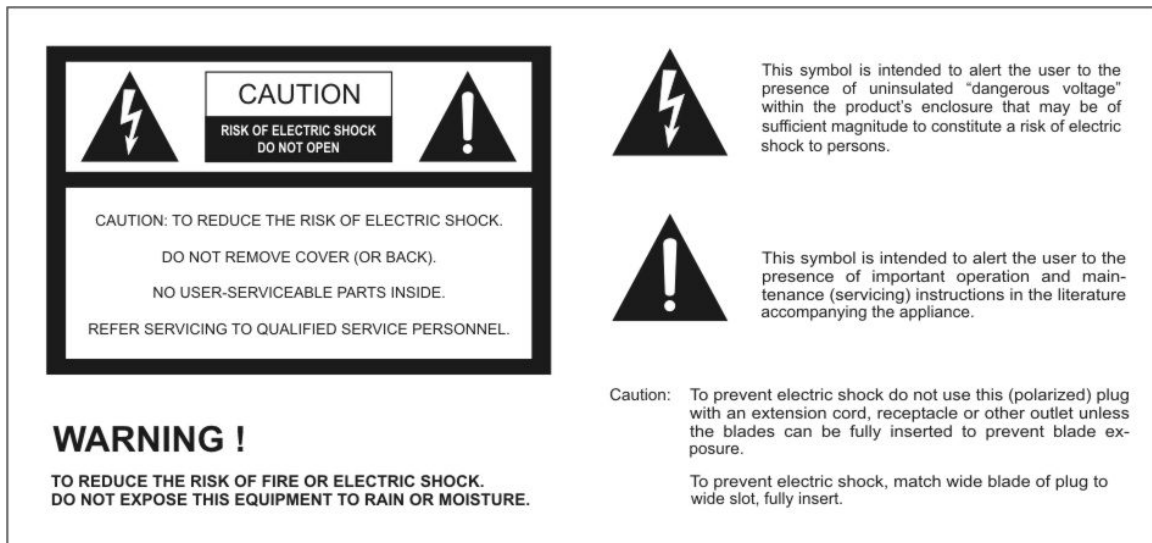 CAUTION
RISK OF ELECTRIC SHOCK
DO NOT OPEN
CAUTION: TO REDUCE THE RISK OF ELECTRIC SHOCK.
DO NOT REMOVE COVER (OR BACK).
NO USER-SERVICEABLE PARTS INSIDE.
REFER SERVICING TO QUALIFIED SERVICE PERSONNEL.
WARNING !
TO REDUCE THE RISK OF FIRE OR ELECTRIC SHOCK.
DO NOT EXPOSE THIS EQUIPMENT TO RAIN OR MOISTURE.
This symbol is intended to alert the user to the
presence of uninsulated “dangerous voltage”
within the product’s enclosure that may be of
sufficient magnitude to constitute a risk of electric
shock to persons.
This symbol is intended to alert the user to the
presence of important operation and main-
tenance (servicing) instructions in the literature
accompanying the appliance.
Caution: To prevent electric shock do not use this (polarized) plug
with an extension cord, receptacle or other outlet unless
the blades can be fully inserted to prevent blade ex-
posure.
To prevent electric shock, match wide blade of plug to
wide slot, fully insert.